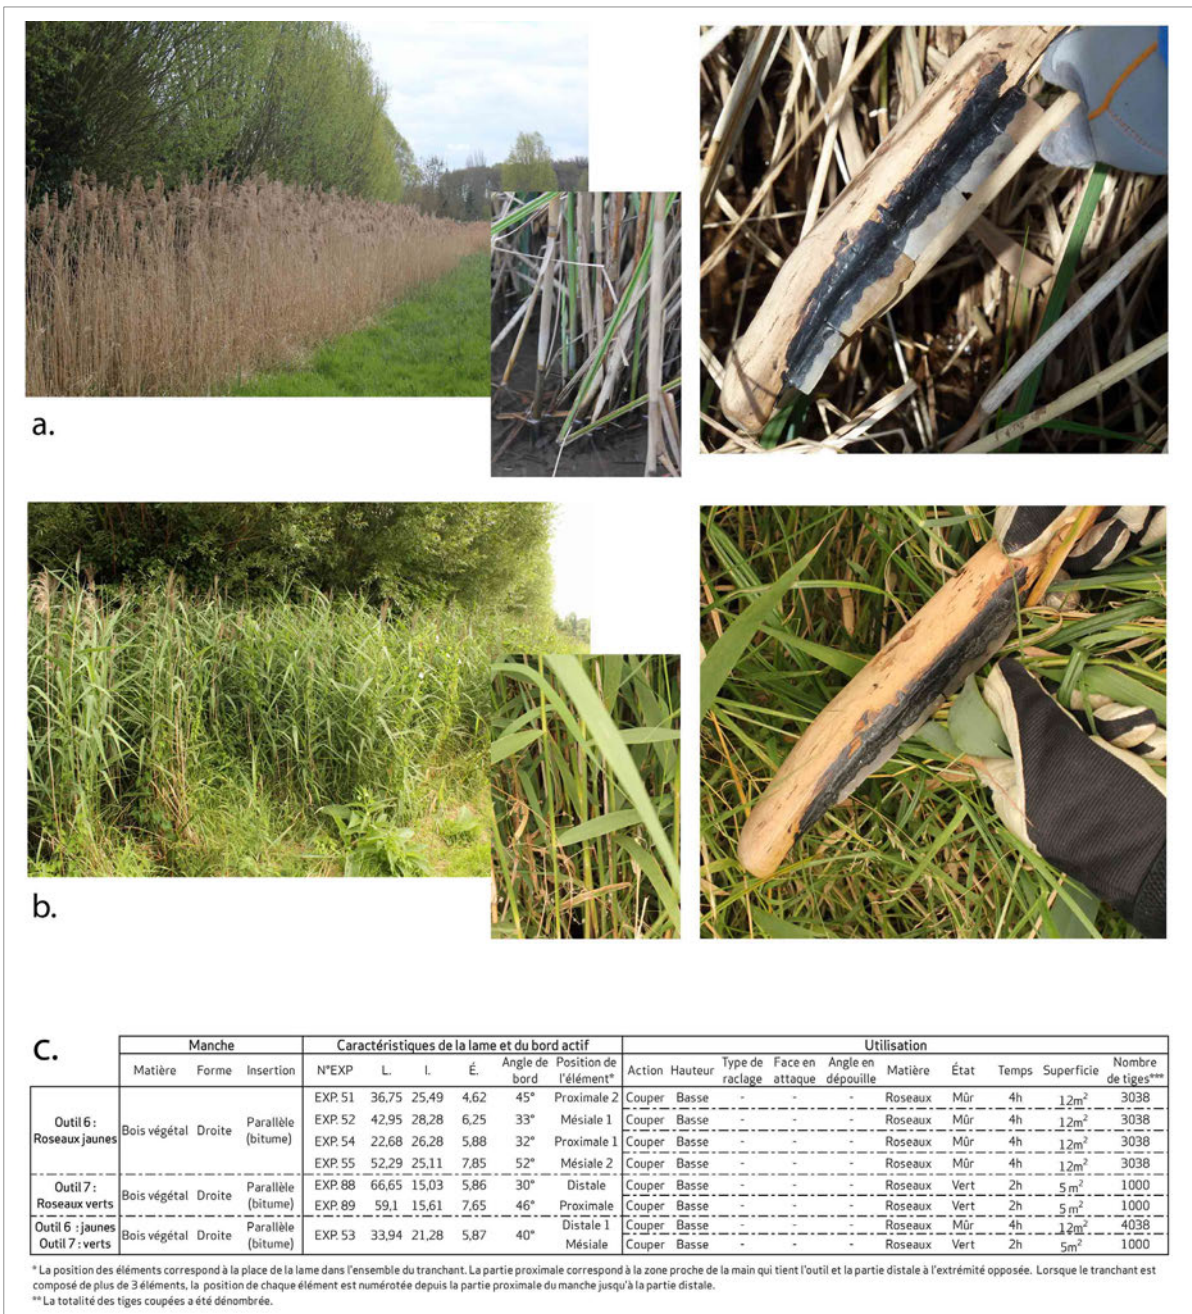 a.
b.
C.
Manche Caractéristiques de la lame et du bord actif Utilisation
Matière Forme Insertion N°EXP L. l. É. Angle de bord Position de l'élément* Action Hauteur Type de raclage Face en attaque Angle en dépouille Matière État Temps Superficie Nombre de tiges***
Outil 6 : Roseaux jaunes Bois végétal Droite Parallèle (bitume) EXP. 51 36,75 25,49 4,62 45° Proximale 2 Couper Basse - - - Roseaux Mûr 4h 12m² 3038
EXP. 52 42,95 28,28 6,25 33° Mésiale 1 Couper Basse - - - Roseaux Mûr 4h 12m² 3038
EXP. 54 22,68 26,28 5,88 32° Proximale 1 Couper Basse - - - Roseaux Mûr 4h 12m² 3038
EXP. 55 52,29 25,11 7,85 52° Mésiale 2 Couper Basse - - - Roseaux Mûr 4h 12m² 3038
Outil 7 : Roseaux verts Bois végétal Droite Parallèle (bitume) EXP. 88 66,65 15,03 5,86 30° Distale Couper Basse - - - Roseaux Vert 2h 5m² 1000
EXP. 89 59,1 15,61 7,65 46° Proximale Couper Basse - - - Roseaux Vert 2h 5m² 1000
Outil 6 : jaunes Outil 7 : verts Bois végétal Droite Parallèle (bitume) EXP. 53 33,94 21,28 5,87 40° Distale 1 Couper Basse - - - Roseaux Mûr 4h 12m² 4038
Mésiale Couper Basse - - - Roseaux Vert 2h 5m² 1000
* La position des éléments correspond à la place de la lame dans l'ensemble du tranchant. La partie proximale correspond à la zone proche de la main qui tient l'outil et la partie distale à l'extrémité opposée. Lorsque le tranchant est
composé de plus de 3 éléments, la position de chaque élément est numérotée depuis la partie proximale du manche jusqu'à la partie distale.
** La totalité des tiges coupées a été dénombrée.